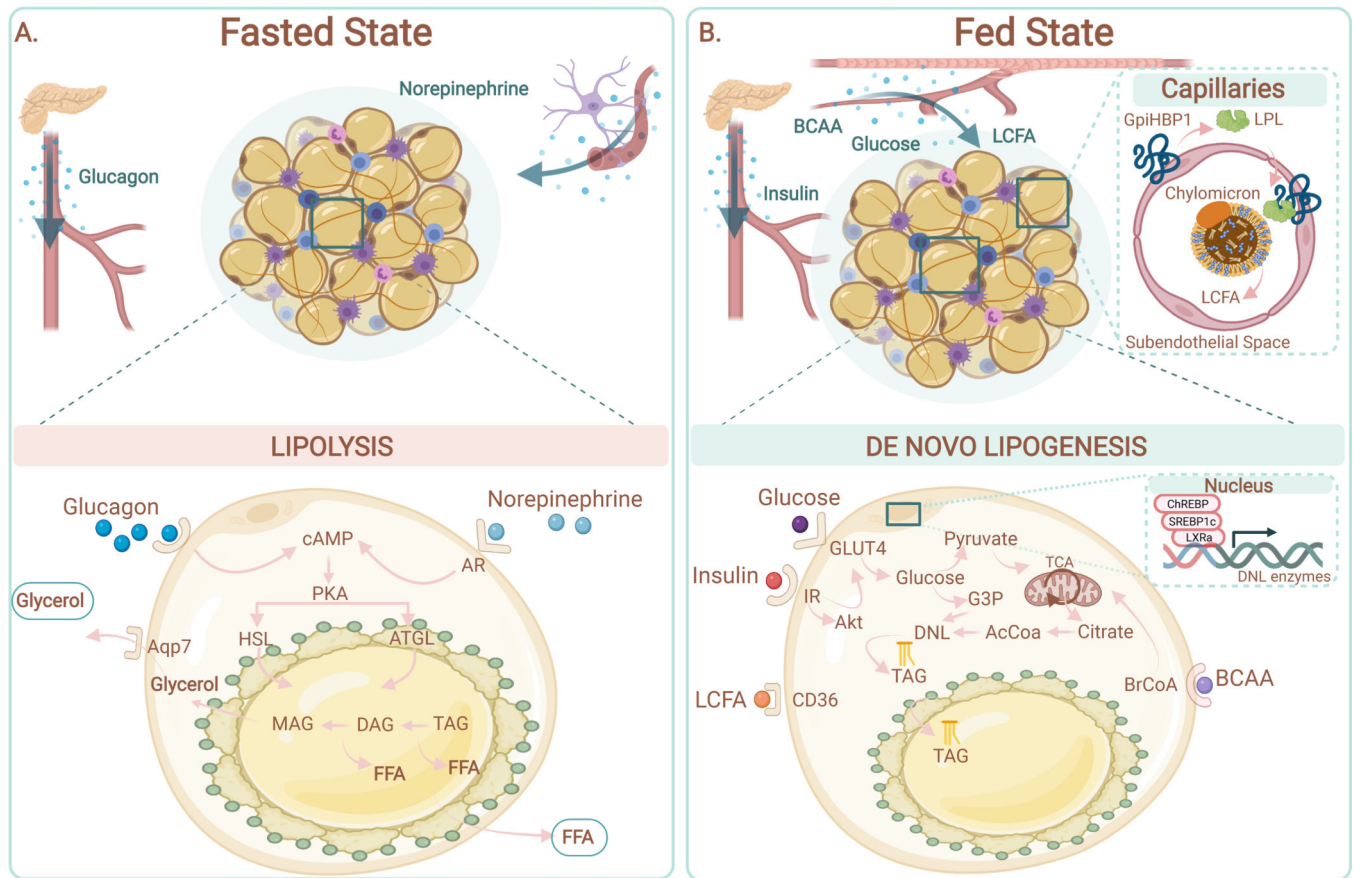 A.
Fasted State
Norepinephrine
Glucagon
LIPOLYSIS
Glucagon
Norepinephrine
cAMP
AR
PKA
Glycerol
HSL
ATGL
Aqp7
Glycerol
MAG
DAG
TAG
FFA
FFA
FFA
B.
Fed State
BCAA
Glucose
LCFA
Insulin
Capillaries
GpiHBP1
LPL
Chylomicron
LCFA
Subendothelial Space
DE NOVO LIPOGENESIS
Glucose
GLUT4
Pyruvate
Insulin
IR
Glucose
TCA
Akt
G3P
DNL
AcCoa
Citrate
TAG
LCFA
CD36
BrCoA
BCAA
TAG
Nucleus
ChREBP
SREBP1c
LXRa
DNL enzymes